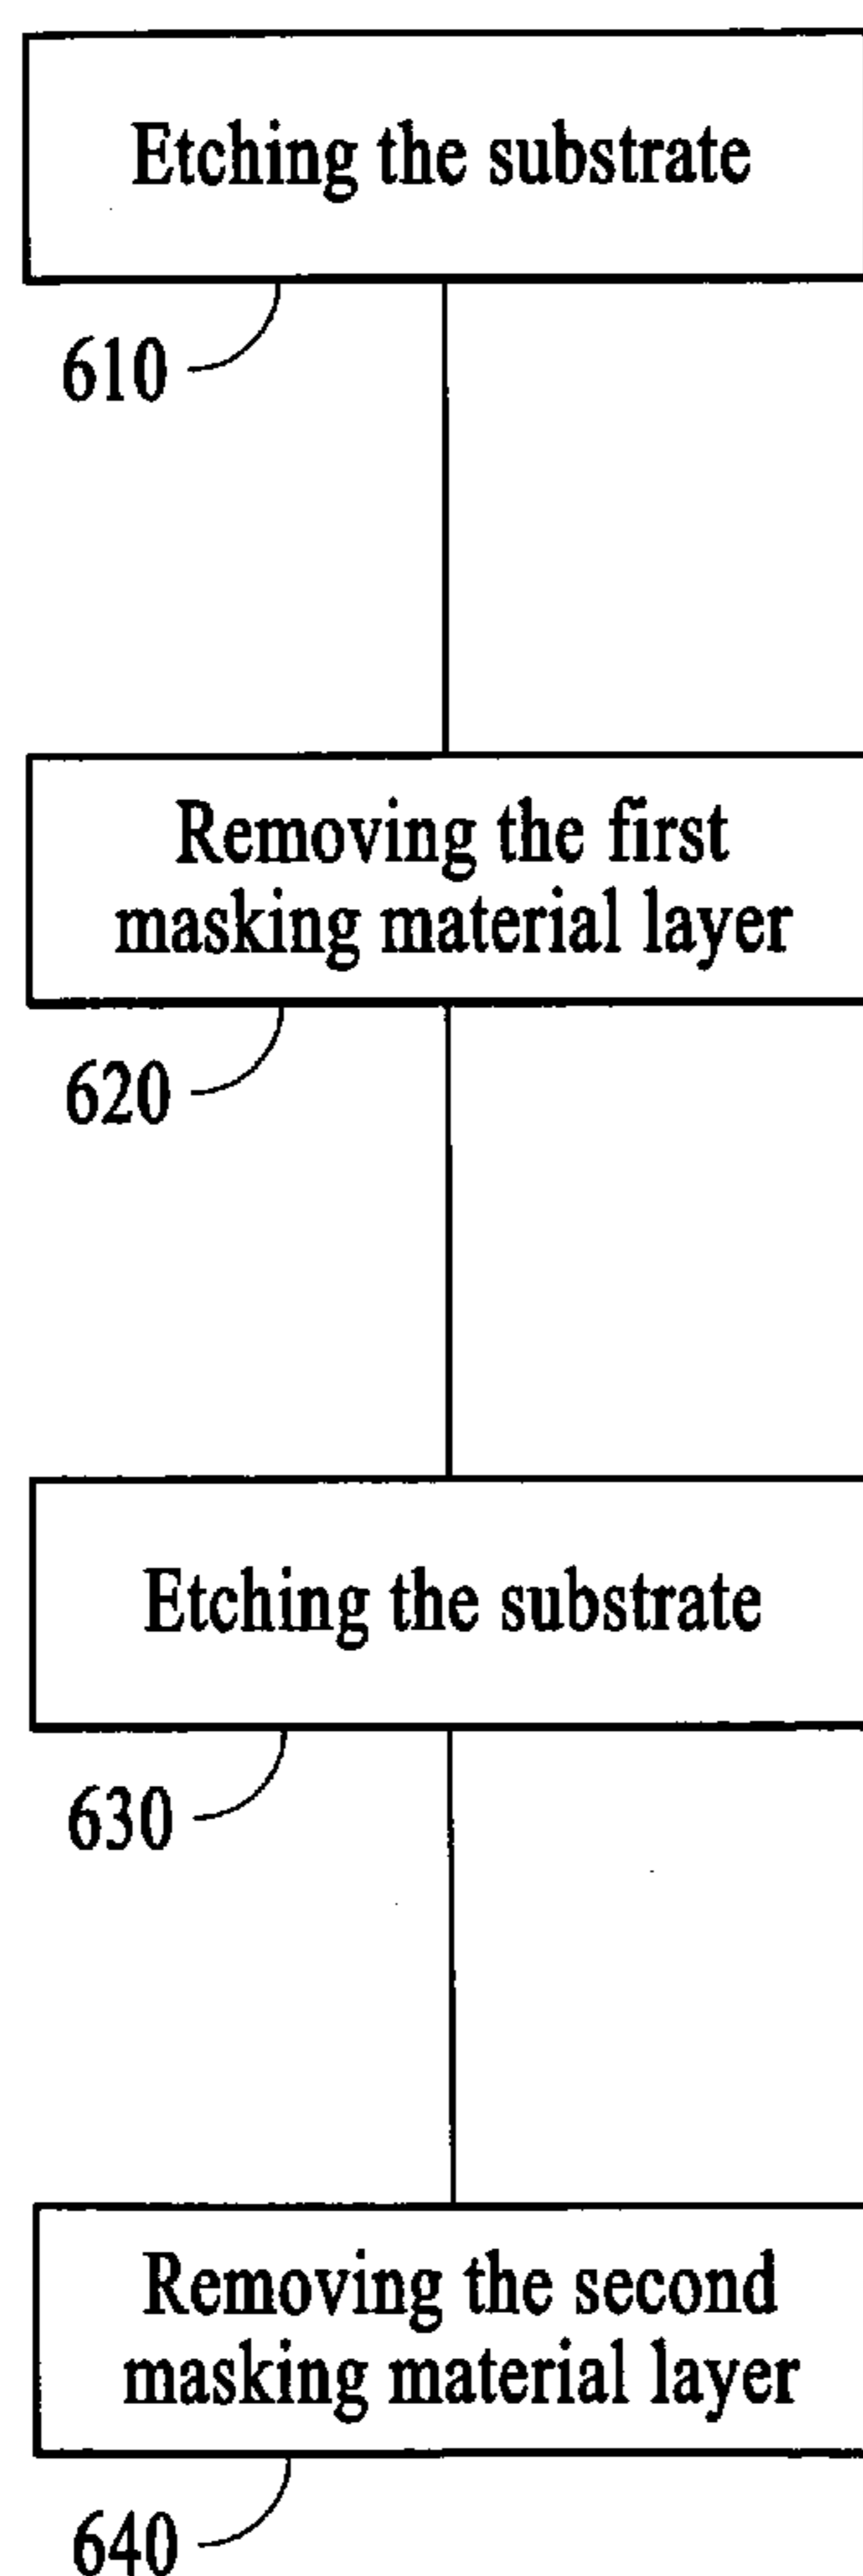 Etching the substrate
610
Removing the first
masking material layer
620
Etching the substrate
630
Removing the second
masking material layer
640